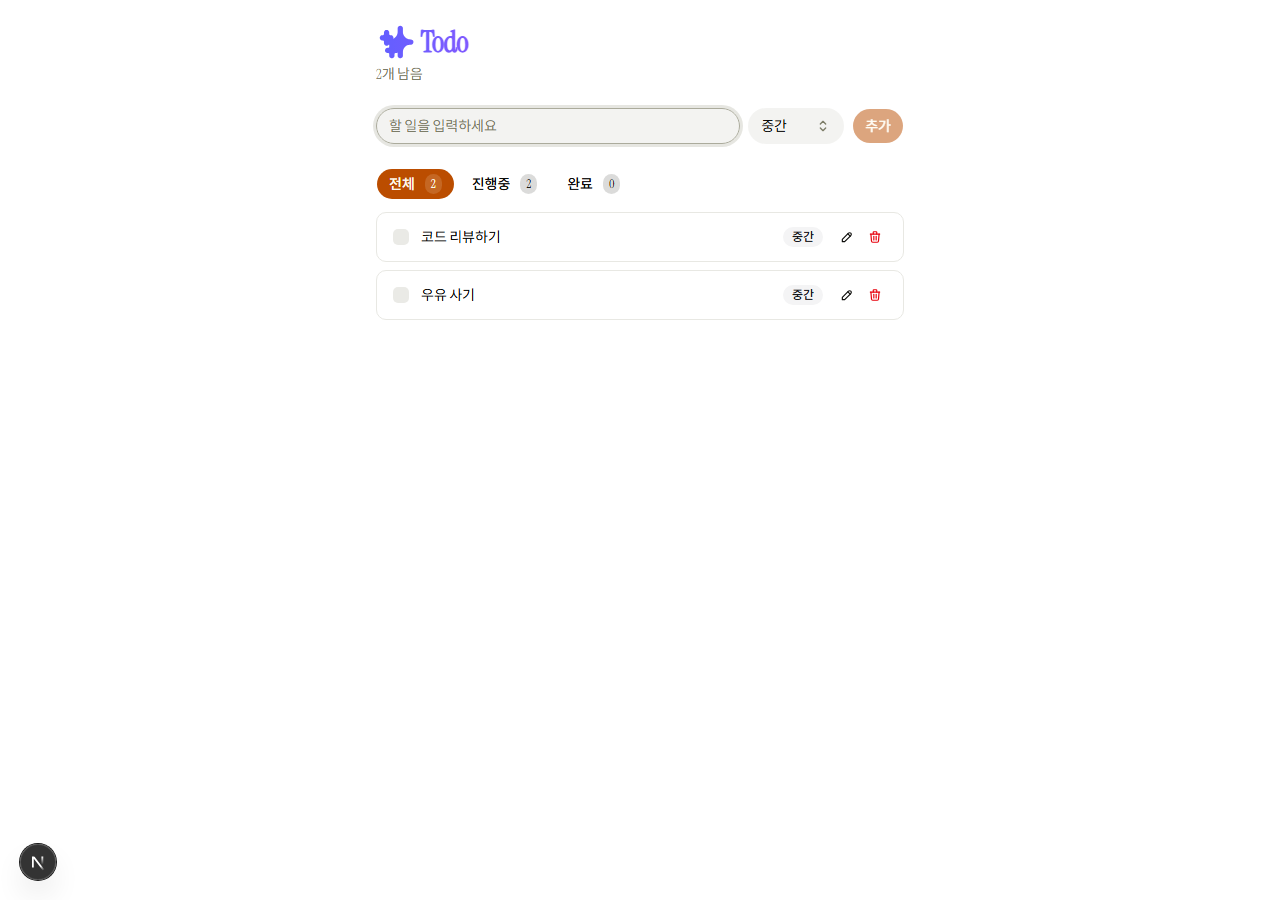 Todo
2개 남음
할 일을 입력하세요 중간 추가
전체 2 진행중 2 완료 0
코드 리뷰하기 중간
우유 사기 중간
N